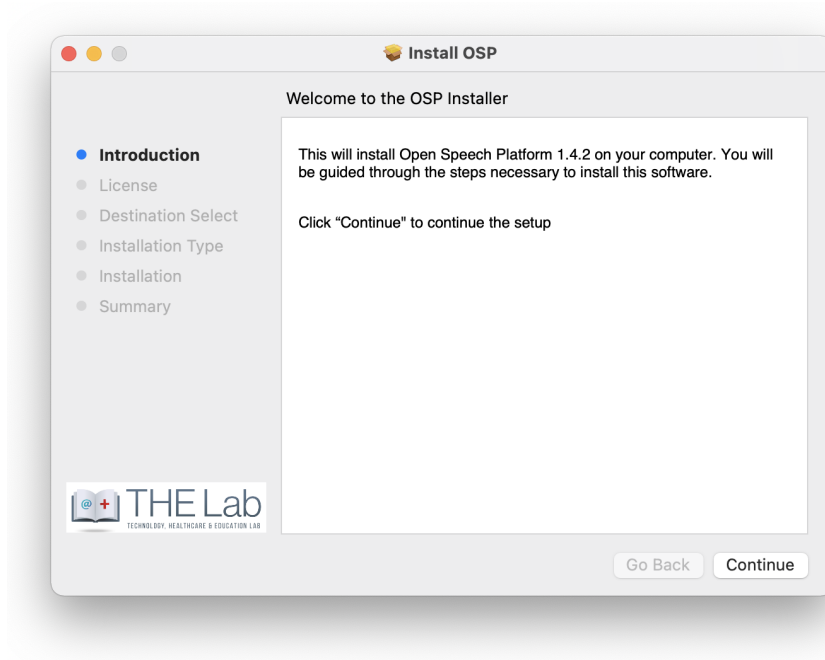 Install OSP
Welcome to the OSP Installer
Introduction
License
Destination Select
Installation Type
Installation
Summary
This will install Open Speech Platform 1.4.2 on your computer. You will
be guided through the steps necessary to install this software.
Click “Continue" to continue the setup
@ +
THE Lab
TECHNOLOGY, HEALTHCARE & EDUCATION LAB
Go Back
Continue